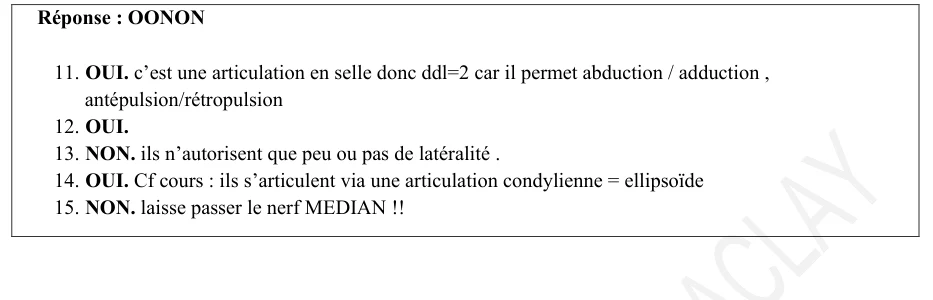 Réponse : OONON
11. OUI. c’est une articulation en selle donc ddl=2 car il permet abduction / adduction ,
antépulsion/rétropulsion
12. OUI.
13. NON. ils n’autorisent que peu ou pas de latéralité .
14. OUI. Cf cours : ils s’articulent via une articulation condylienne = ellipsoïde
15. NON. laisse passer le nerf MEDIAN !!
ACLAY